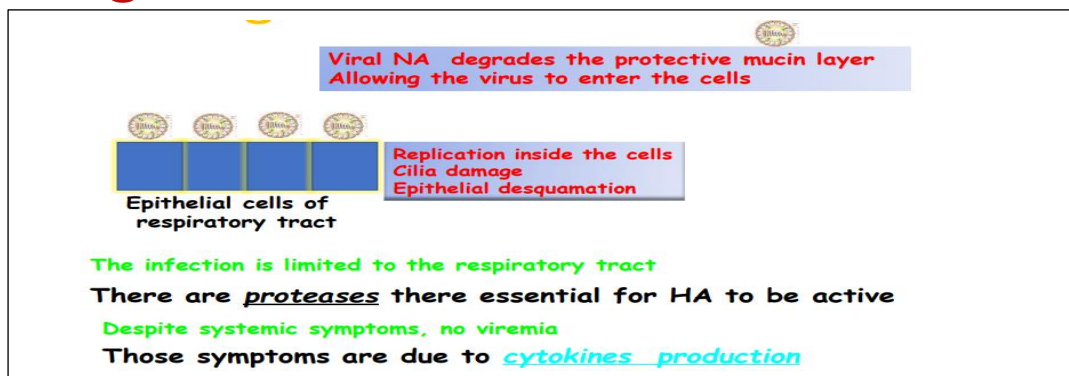 Viral NA degrades the protective mucin layer
Allowing the virus to enter the cells
Replication inside the cells
Cilia damage
Epithelial desquamation
Epithelial cells of
respiratory tract
The infection is limited to the respiratory tract
There are proteases there essential for HA to be active
Despite systemic symptoms, no viremia
Those symptoms are due to cytokines production